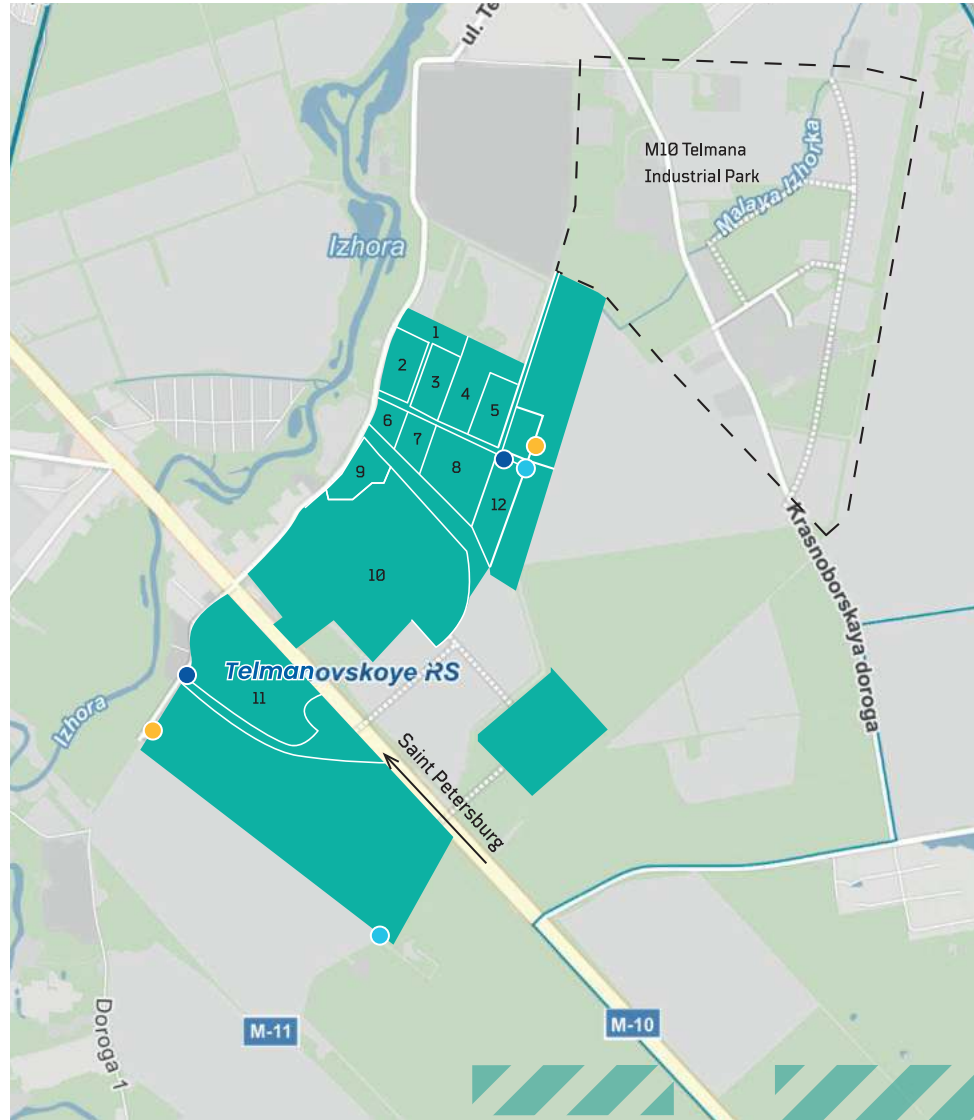 ul. Te
M10 Telmana
Industrial Park
Malaya Izhorka
Izhora
1
2
3
4
5
6
7
8
9
12
10
Krasnoborskaya doroga
Telmanovskoye RS
11
Izhora
Saint Petersburg
Doroga 1
M-11
M-10